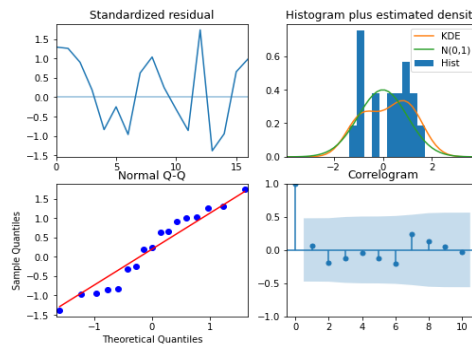 Standardized residual
1.5
1.0
0.5
0.0
−0.5
−1.0
−1.5
0 5 10 15
Histogram plus estimated densit
KDE
N(0,1)
Hist
0.6
0.4
0.2
0.0
−2 0 2
Normal Q-Q
Sample Quantiles
1.5
1.0
0.5
0.0
−0.5
−1.0
−1.5
−1 0 1
Theoretical Quantiles
Correlogram
1.0
0.5
0.0
−0.5
−1.0
0 2 4 6 8 10